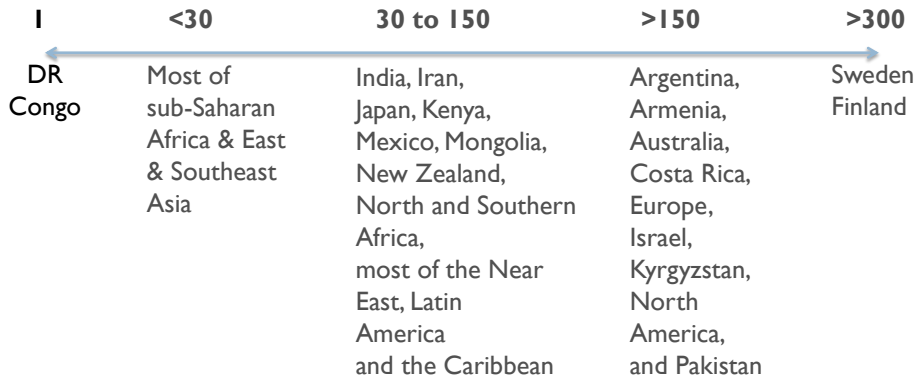 1 <30 30 to 150 >150 >300
DR
Congo
Most of
sub-Saharan
Africa & East
& Southeast
Asia
India, Iran,
Japan, Kenya,
Mexico, Mongolia,
New Zealand,
North and Southern
Africa,
most of the Near
East, Latin
America
and the Caribbean
Argentina,
Armenia,
Australia,
Costa Rica,
Europe,
Israel,
Kyrgyzstan,
North
America,
and Pakistan
Sweden
Finland